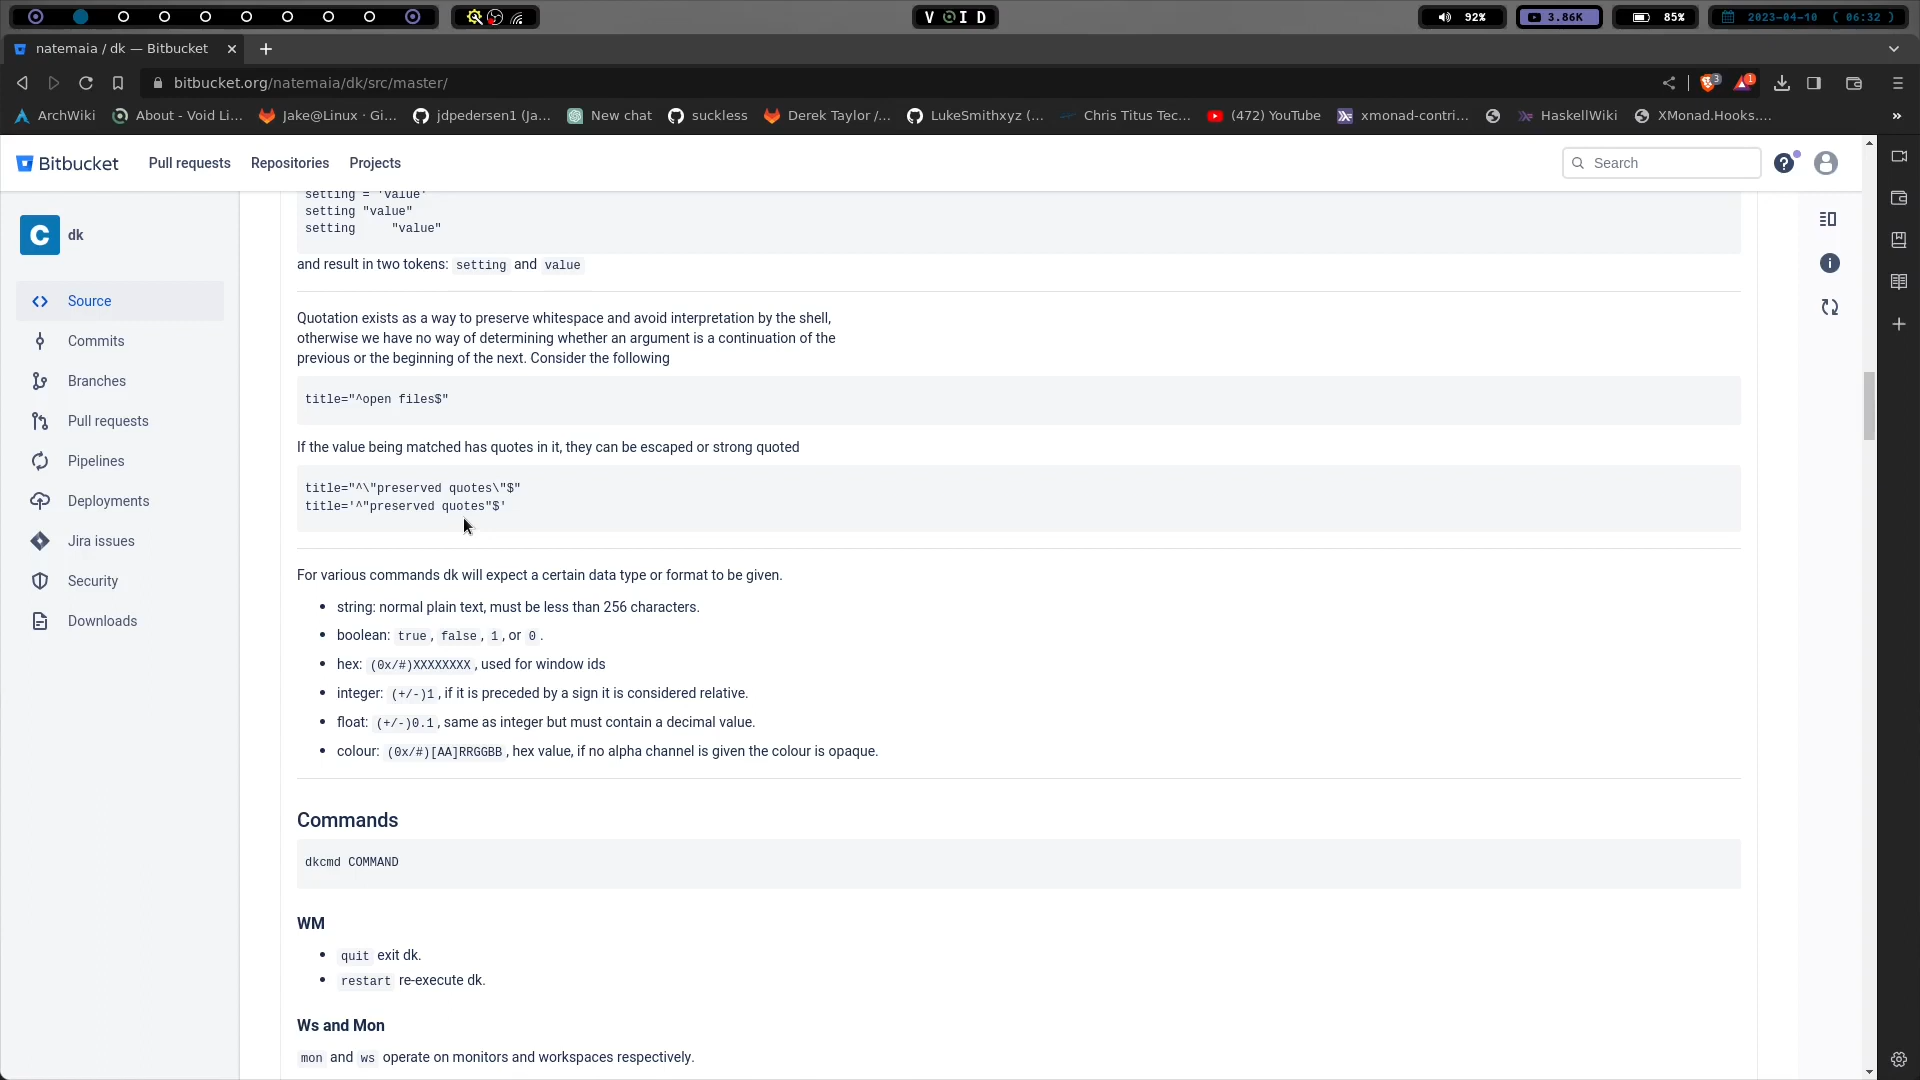 V O I D
92%
3.86K
85%
2023-04-10 ( 06:32 )
natemaia / dk — Bitbucket
bitbucket.org/natemaia/dk/src/master/
3
1
ArchWiki
About - Void Li...
Jake@Linux · Gi...
jdpedersen1 (Ja...
New chat
suckless
Derek Taylor /...
LukeSmithxyz (...
Chris Titus Tec...
(472) YouTube
xmonad-contri...
HaskellWiki
XMonad.Hooks....
»
Bitbucket
Pull requests
Repositories
Projects
Search
C dk
Source
Commits
Branches
Pull requests
Pipelines
Deployments
Jira issues
Security
Downloads
setting = 'value'
setting "value"
setting     "value"
and result in two tokens: setting and value
Quotation exists as a way to preserve whitespace and avoid interpretation by the shell,
otherwise we have no way of determining whether an argument is a continuation of the
previous or the beginning of the next. Consider the following
title="^open files$"
If the value being matched has quotes in it, they can be escaped or strong quoted
title="^\"preserved quotes\"$"
title='^"preserved quotes"$'
For various commands dk will expect a certain data type or format to be given.
• string: normal plain text, must be less than 256 characters.
• boolean: true, false, 1, or 0.
• hex: (0x/#)XXXXXXXX, used for window ids
• integer: (+/-)1, if it is preceded by a sign it is considered relative.
• float: (+/-)0.1, same as integer but must contain a decimal value.
• colour: (0x/#)[AA]RRGGBB, hex value, if no alpha channel is given the colour is opaque.
Commands
dkcmd COMMAND
WM
• quit exit dk.
• restart re-execute dk.
Ws and Mon
mon and ws operate on monitors and workspaces respectively.